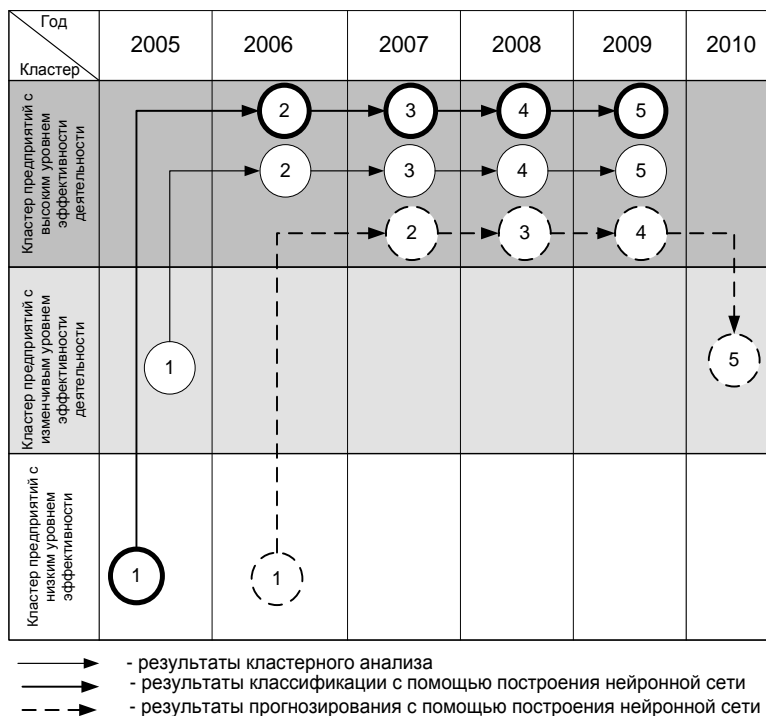 Год
Кластер
2005
2006
2007
2008
2009
2010
Кластер предприятий с
высоким уровнем
эффективности
деятельности
2
3
4
5
2
3
4
5
2
3
4
Кластер предприятий с
изменчивым уровнем
эффективности
деятельности
1
5
Кластер предприятий с
низким уровнем
эффективности
1
1
- результаты кластерного анализа
- результаты классификации с помощью построения нейронной сети
- результаты прогнозирования с помощью построения нейронной сети